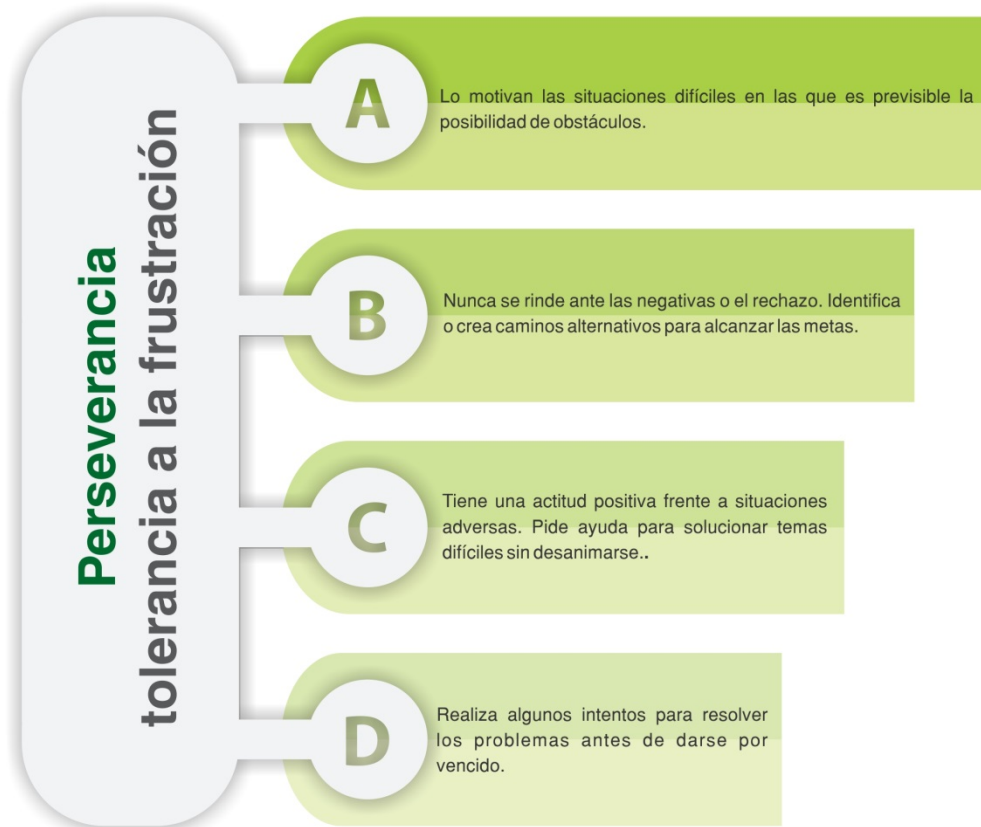 Perseverancia
tolerancia a la frustración
A
Lo motivan las situaciones difíciles en las que es previsible la
posibilidad de obstáculos.
B
Nunca se rinde ante las negativas o el rechazo. Identifica
o crea caminos alternativos para alcanzar las metas.
C
Tiene una actitud positiva frente a situaciones
adversas. Pide ayuda para solucionar temas
difíciles sin desanimarse..
D
Realiza algunos intentos para resolver
los problemas antes de darse por
vencido.